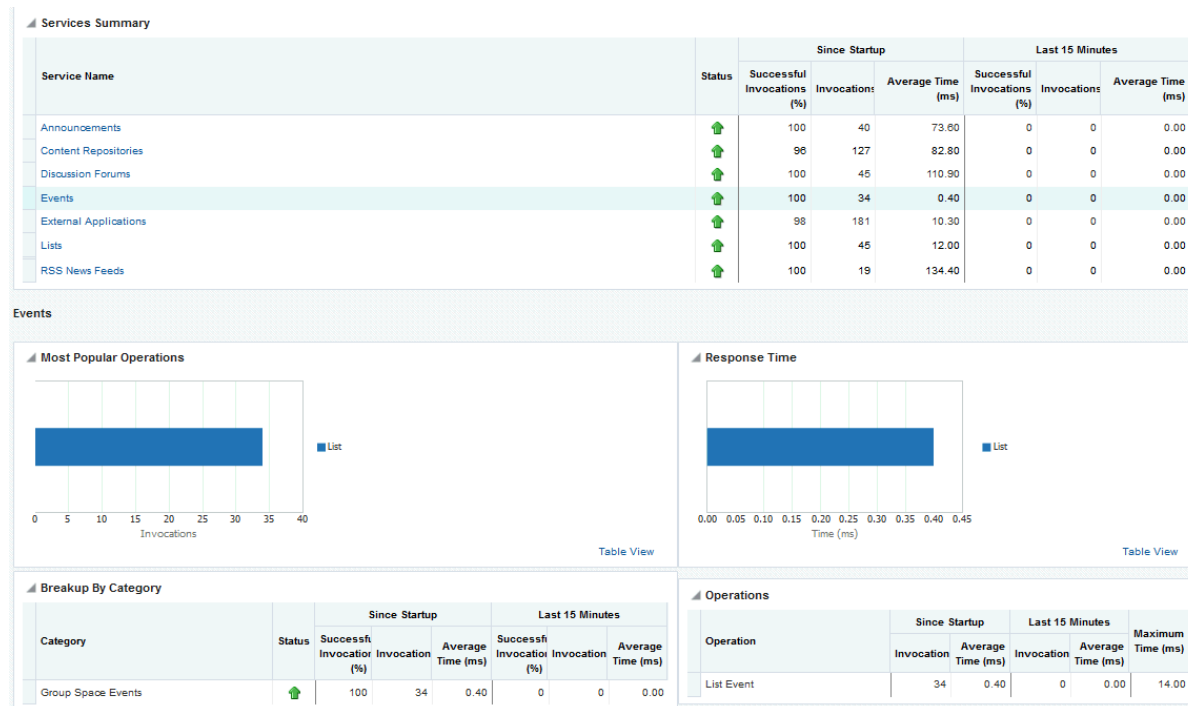 Services Summary
Service Name Status Since Startup Last 15 Minutes
Successful Invocations (%) Invocations Average Time (ms) Successful Invocations (%) Invocations Average Time (ms)
Announcements 100 40 73.60 0 0 0.00
Content Repositories 96 127 82.80 0 0 0.00
Discussion Forums 100 45 110.90 0 0 0.00
Events 100 34 0.40 0 0 0.00
External Applications 98 181 10.30 0 0 0.00
Lists 100 45 12.00 0 0 0.00
RSS News Feeds 100 19 134.40 0 0 0.00
Events
Most Popular Operations
List
0 5 10 15 20 25 30 35 40
Invocations
Table View
Response Time
List
0.00 0.05 0.10 0.15 0.20 0.25 0.30 0.35 0.40 0.45
Time (ms)
Table View
Breakup By Category
Category Status Since Startup Last 15 Minutes
Successfu Invocation (%) Invocation Average Time (ms) Successfu Invocation (%) Invocation Average Time (ms)
Group Space Events 100 34 0.40 0 0 0.00
Operations
Operation Since Startup Last 15 Minutes Maximum Time (ms)
Invocation Average Time (ms) Invocation Average Time (ms)
List Event 34 0.40 0 0.00 14.00